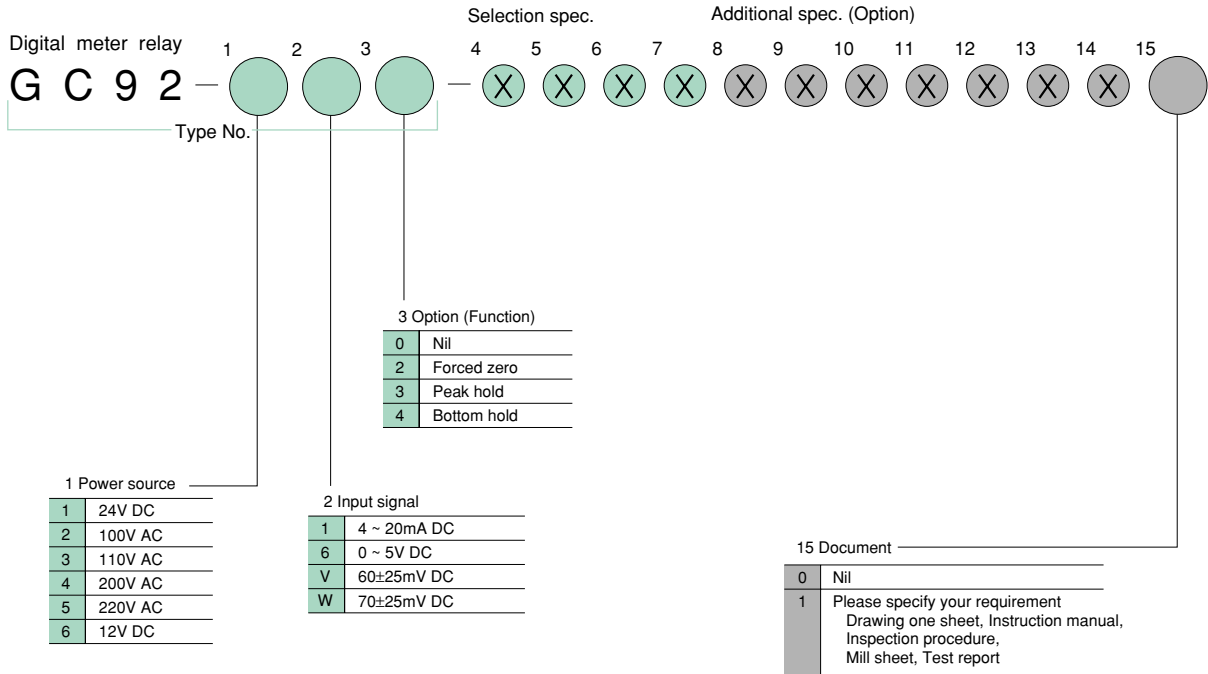 Selection spec. Additional spec. (Option)
Digital meter relay 1 2 3 4 5 6 7 8 9 10 11 12 13 14 15
GC92 – – X X X X X X X X X X X
Type No.
3 Option (Function)
0 Nil
2 Forced zero
3 Peak hold
4 Bottom hold
1 Power source
1 24V DC
2 100V AC
3 110V AC
4 200V AC
5 220V AC
6 12V DC
2 Input signal
1 4 ~ 20mA DC
6 0 ~ 5V DC
V 60±25mV DC
W 70±25mV DC
15 Document
0 Nil
1 Please specify your requirement
Drawing one sheet, Instruction manual,
Inspection procedure,
Mill sheet, Test report